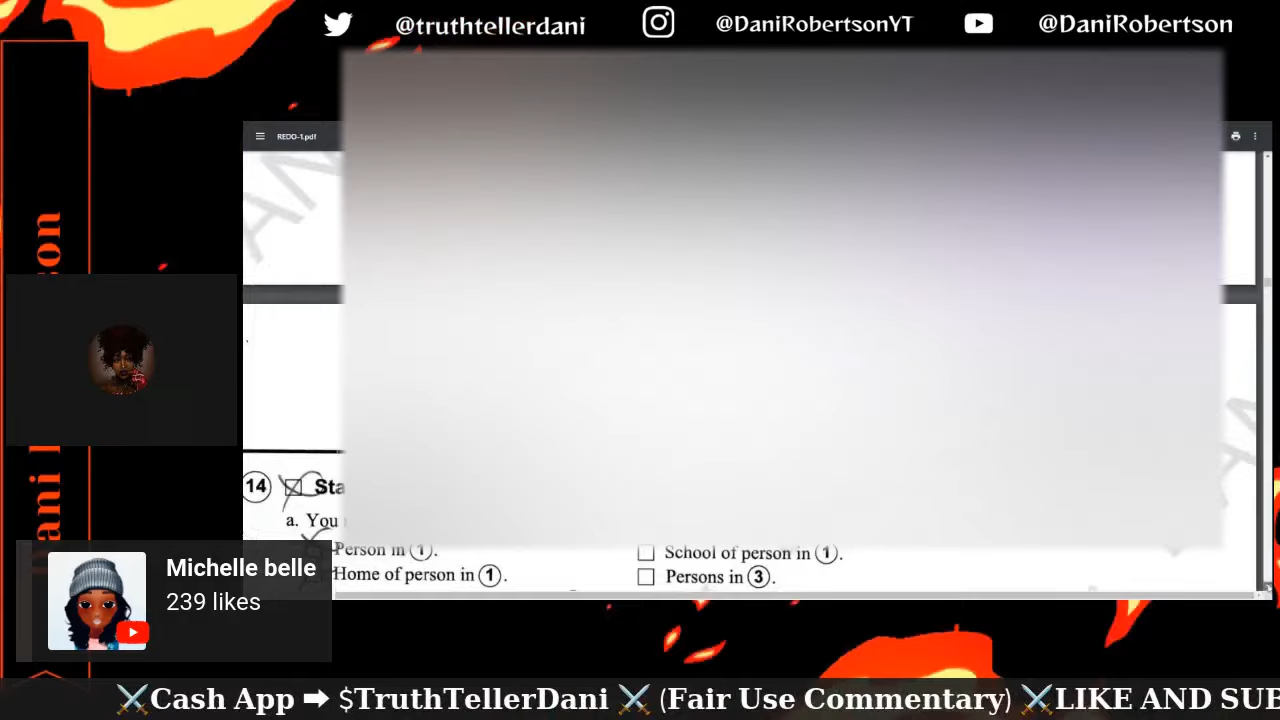 @truthtellerdani @DaniRobertsonYT @DaniRobertson
REDO-1.pdf
14 Sta
a. You
Person in 1. School of person in 1.
Home of person in 1. Persons in 3.
Michelle belle
239 likes
⚔️Cash App ➡ $TruthTellerDani ⚔️ (Fair Use Commentary) ⚔️LIKE AND SUB